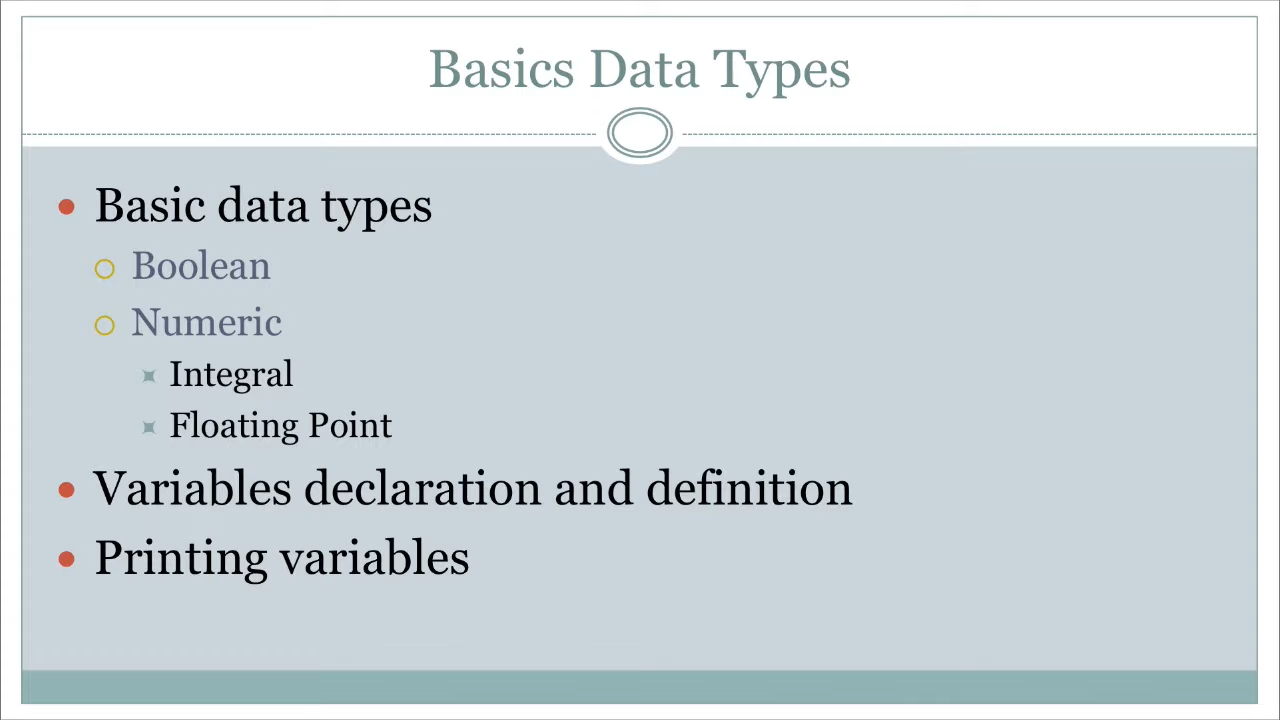 Basics Data Types
Basic data types
Boolean
Numeric
Integral
Floating Point
Variables declaration and definition
Printing variables